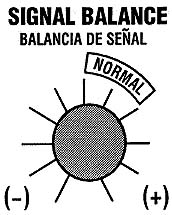 SIGNAL BALANCE
BALANCIA DE SEÑAL
NORMAL
(-) (+)